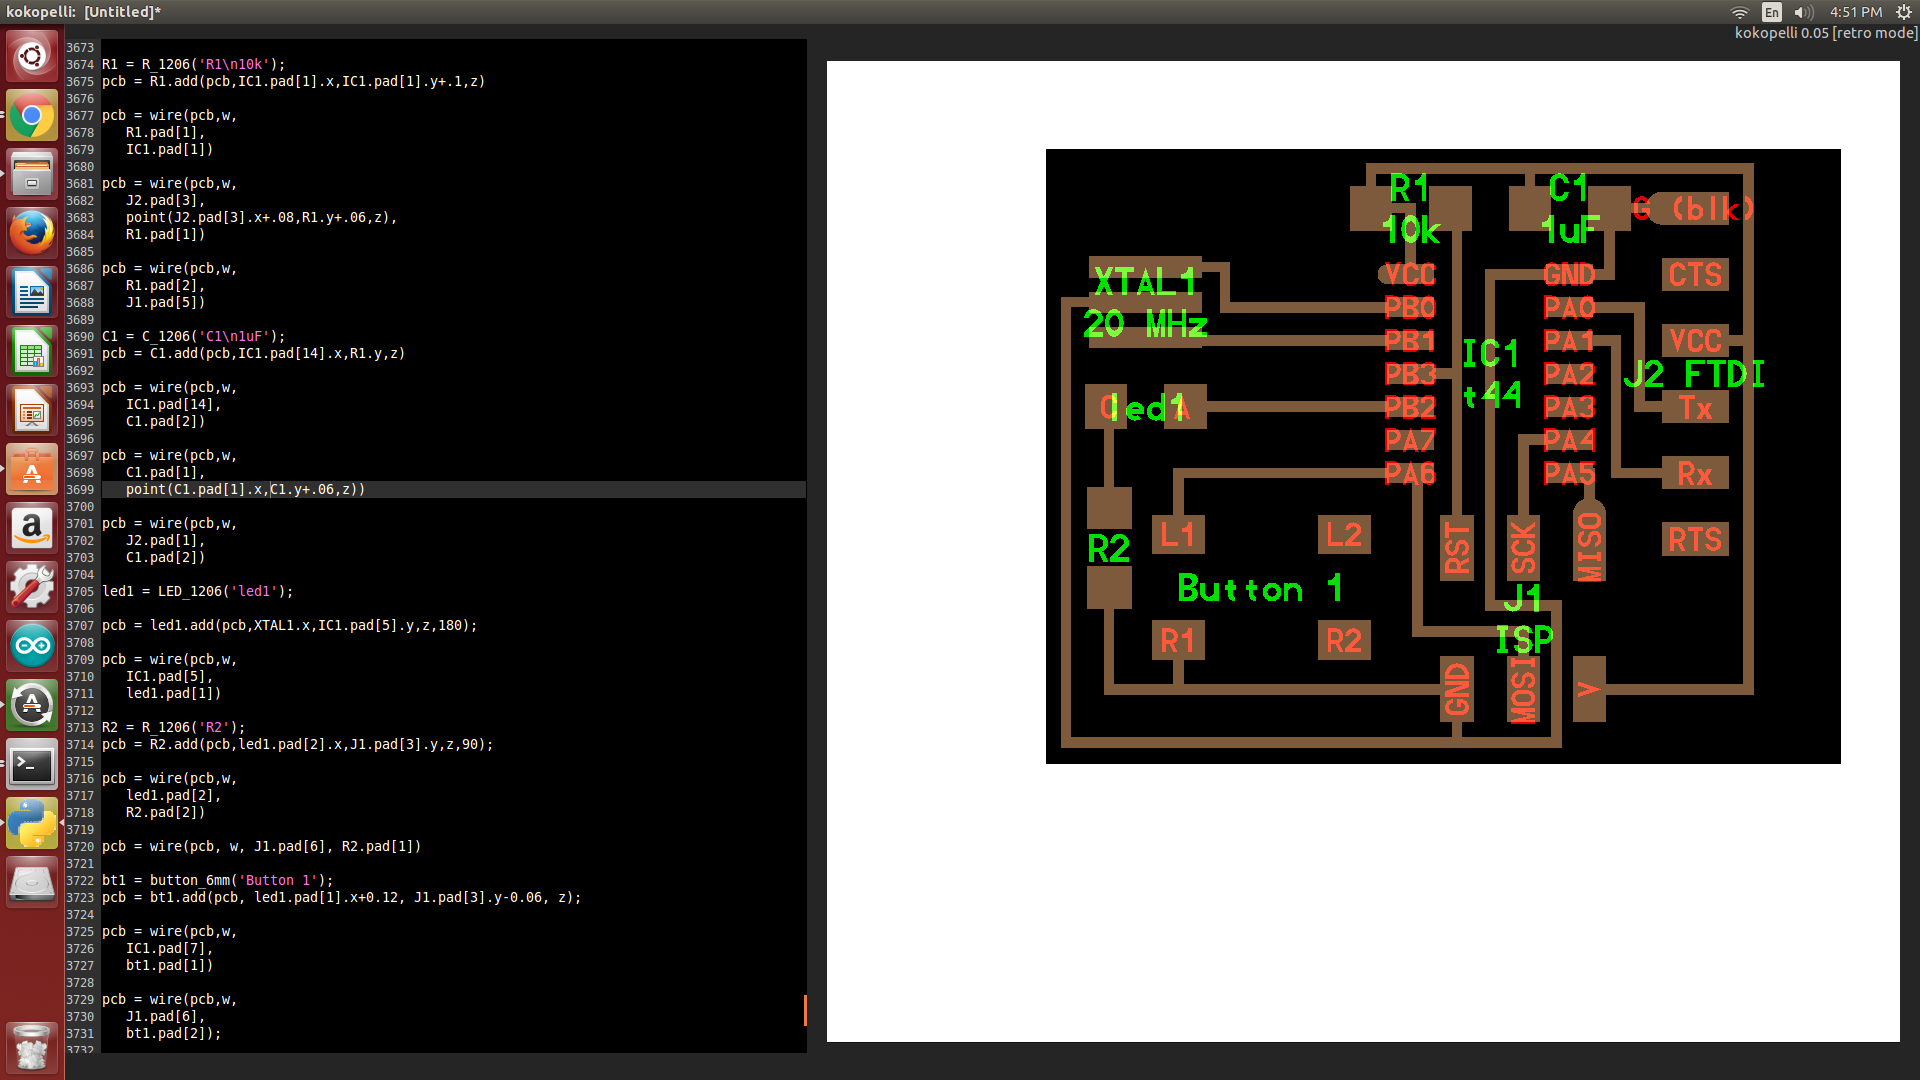 kokopelli:  [Untitled]*
En
4:51 PM
kokopelli 0.05 [retro mode]
3673
3674 R1 = R_1206('R1\n10k');
3675 pcb = R1.add(pcb,IC1.pad[1].x,IC1.pad[1].y+.1,z)
3676
3677 pcb = wire(pcb,w,
3678    R1.pad[1],
3679    IC1.pad[1])
3680
3681 pcb = wire(pcb,w,
3682    J2.pad[3],
3683    point(J2.pad[3].x+.08,R1.y+.06,z),
3684    R1.pad[1])
3685
3686 pcb = wire(pcb,w,
3687    R1.pad[2],
3688    J1.pad[5])
3689
3690 C1 = C_1206('C1\n1uF');
3691 pcb = C1.add(pcb,IC1.pad[14].x,R1.y,z)
3692
3693 pcb = wire(pcb,w,
3694    IC1.pad[14],
3695    C1.pad[2])
3696
3697 pcb = wire(pcb,w,
3698    C1.pad[1],
3699    point(C1.pad[1].x,C1.y+.06,z))
3700
3701 pcb = wire(pcb,w,
3702    J2.pad[1],
3703    C1.pad[2])
3704
3705 led1 = LED_1206('led1');
3706
3707 pcb = led1.add(pcb,XTAL1.x,IC1.pad[5].y,z,180);
3708
3709 pcb = wire(pcb,w,
3710    IC1.pad[5],
3711    led1.pad[1])
3712
3713 R2 = R_1206('R2');
3714 pcb = R2.add(pcb,led1.pad[2].x,J1.pad[3].y,z,90);
3715
3716 pcb = wire(pcb,w,
3717    led1.pad[2],
3718    R2.pad[2])
3719
3720 pcb = wire(pcb, w, J1.pad[6], R2.pad[1])
3721
3722 bt1 = button_6mm('Button 1');
3723 pcb = bt1.add(pcb, led1.pad[1].x+0.12, J1.pad[3].y-0.06, z);
3724
3725 pcb = wire(pcb,w,
3726    IC1.pad[7],
3727    bt1.pad[1])
3728
3729 pcb = wire(pcb,w,
3730    J1.pad[6],
3731    bt1.pad[2]);
3732
R1
10k
C1
1uF
G (blk)
XTAL1
20 MHz
VCC
PB0
PB1
PB3
PB2
PA7
PA6
IC1
t44
GND
PA0
PA1
PA2
PA3
PA4
PA5
CTS
VCC
J2 FTDI
Tx
Rx
RTS
C
led1
A
R2
L1
L2
Button 1
R1
R2
RST
SCK
MISO
J1
ISP
GND
MOSI
V